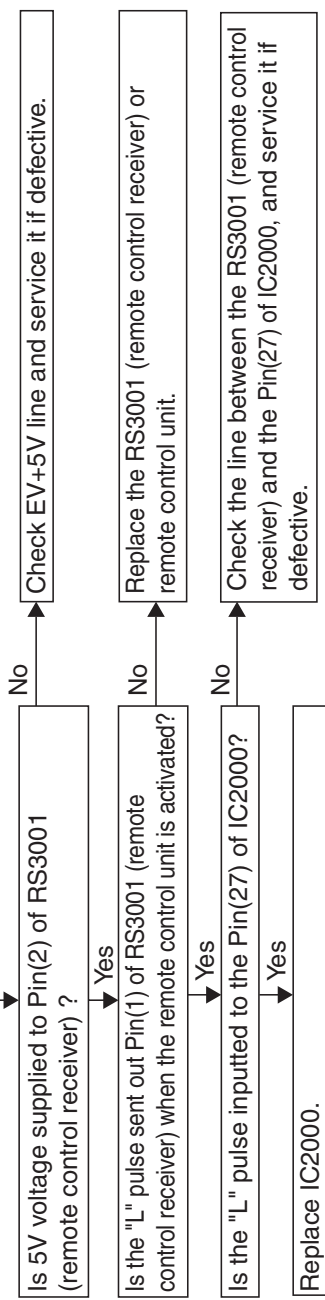 Is 5V voltage supplied to Pin(2) of RS3001
(remote control receiver) ?
No
Check EV+5V line and service it if defective.
Yes
Is the "L" pulse sent out Pin(1) of RS3001 (remote
control receiver) when the remote control unit is activated?
No
Replace the RS3001 (remote control receiver) or
remote control unit.
Yes
Is the "L" pulse inputted to the Pin(27) of IC2000?
No
Check the line between the RS3001 (remote control
receiver) and the Pin(27) of IC2000, and service it if
defective.
Yes
Replace IC2000.